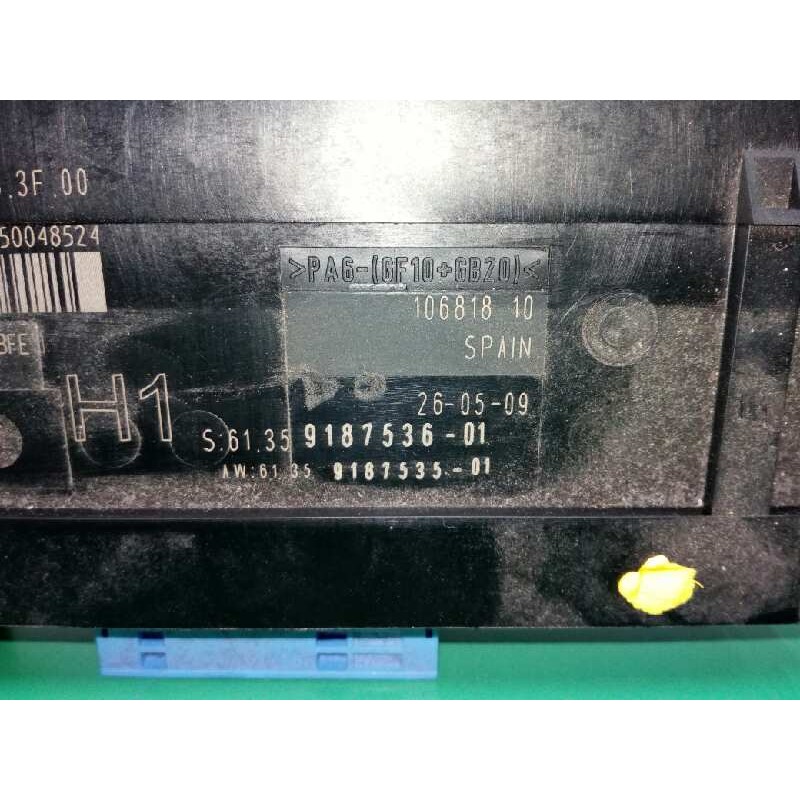 .3F 00
50048524
>PA6-(GF10+GB20)<
106818 10
SPAIN
BFE
H1
26-05-09
S:61.35 9187536-01
AW:61 35 9187535-01